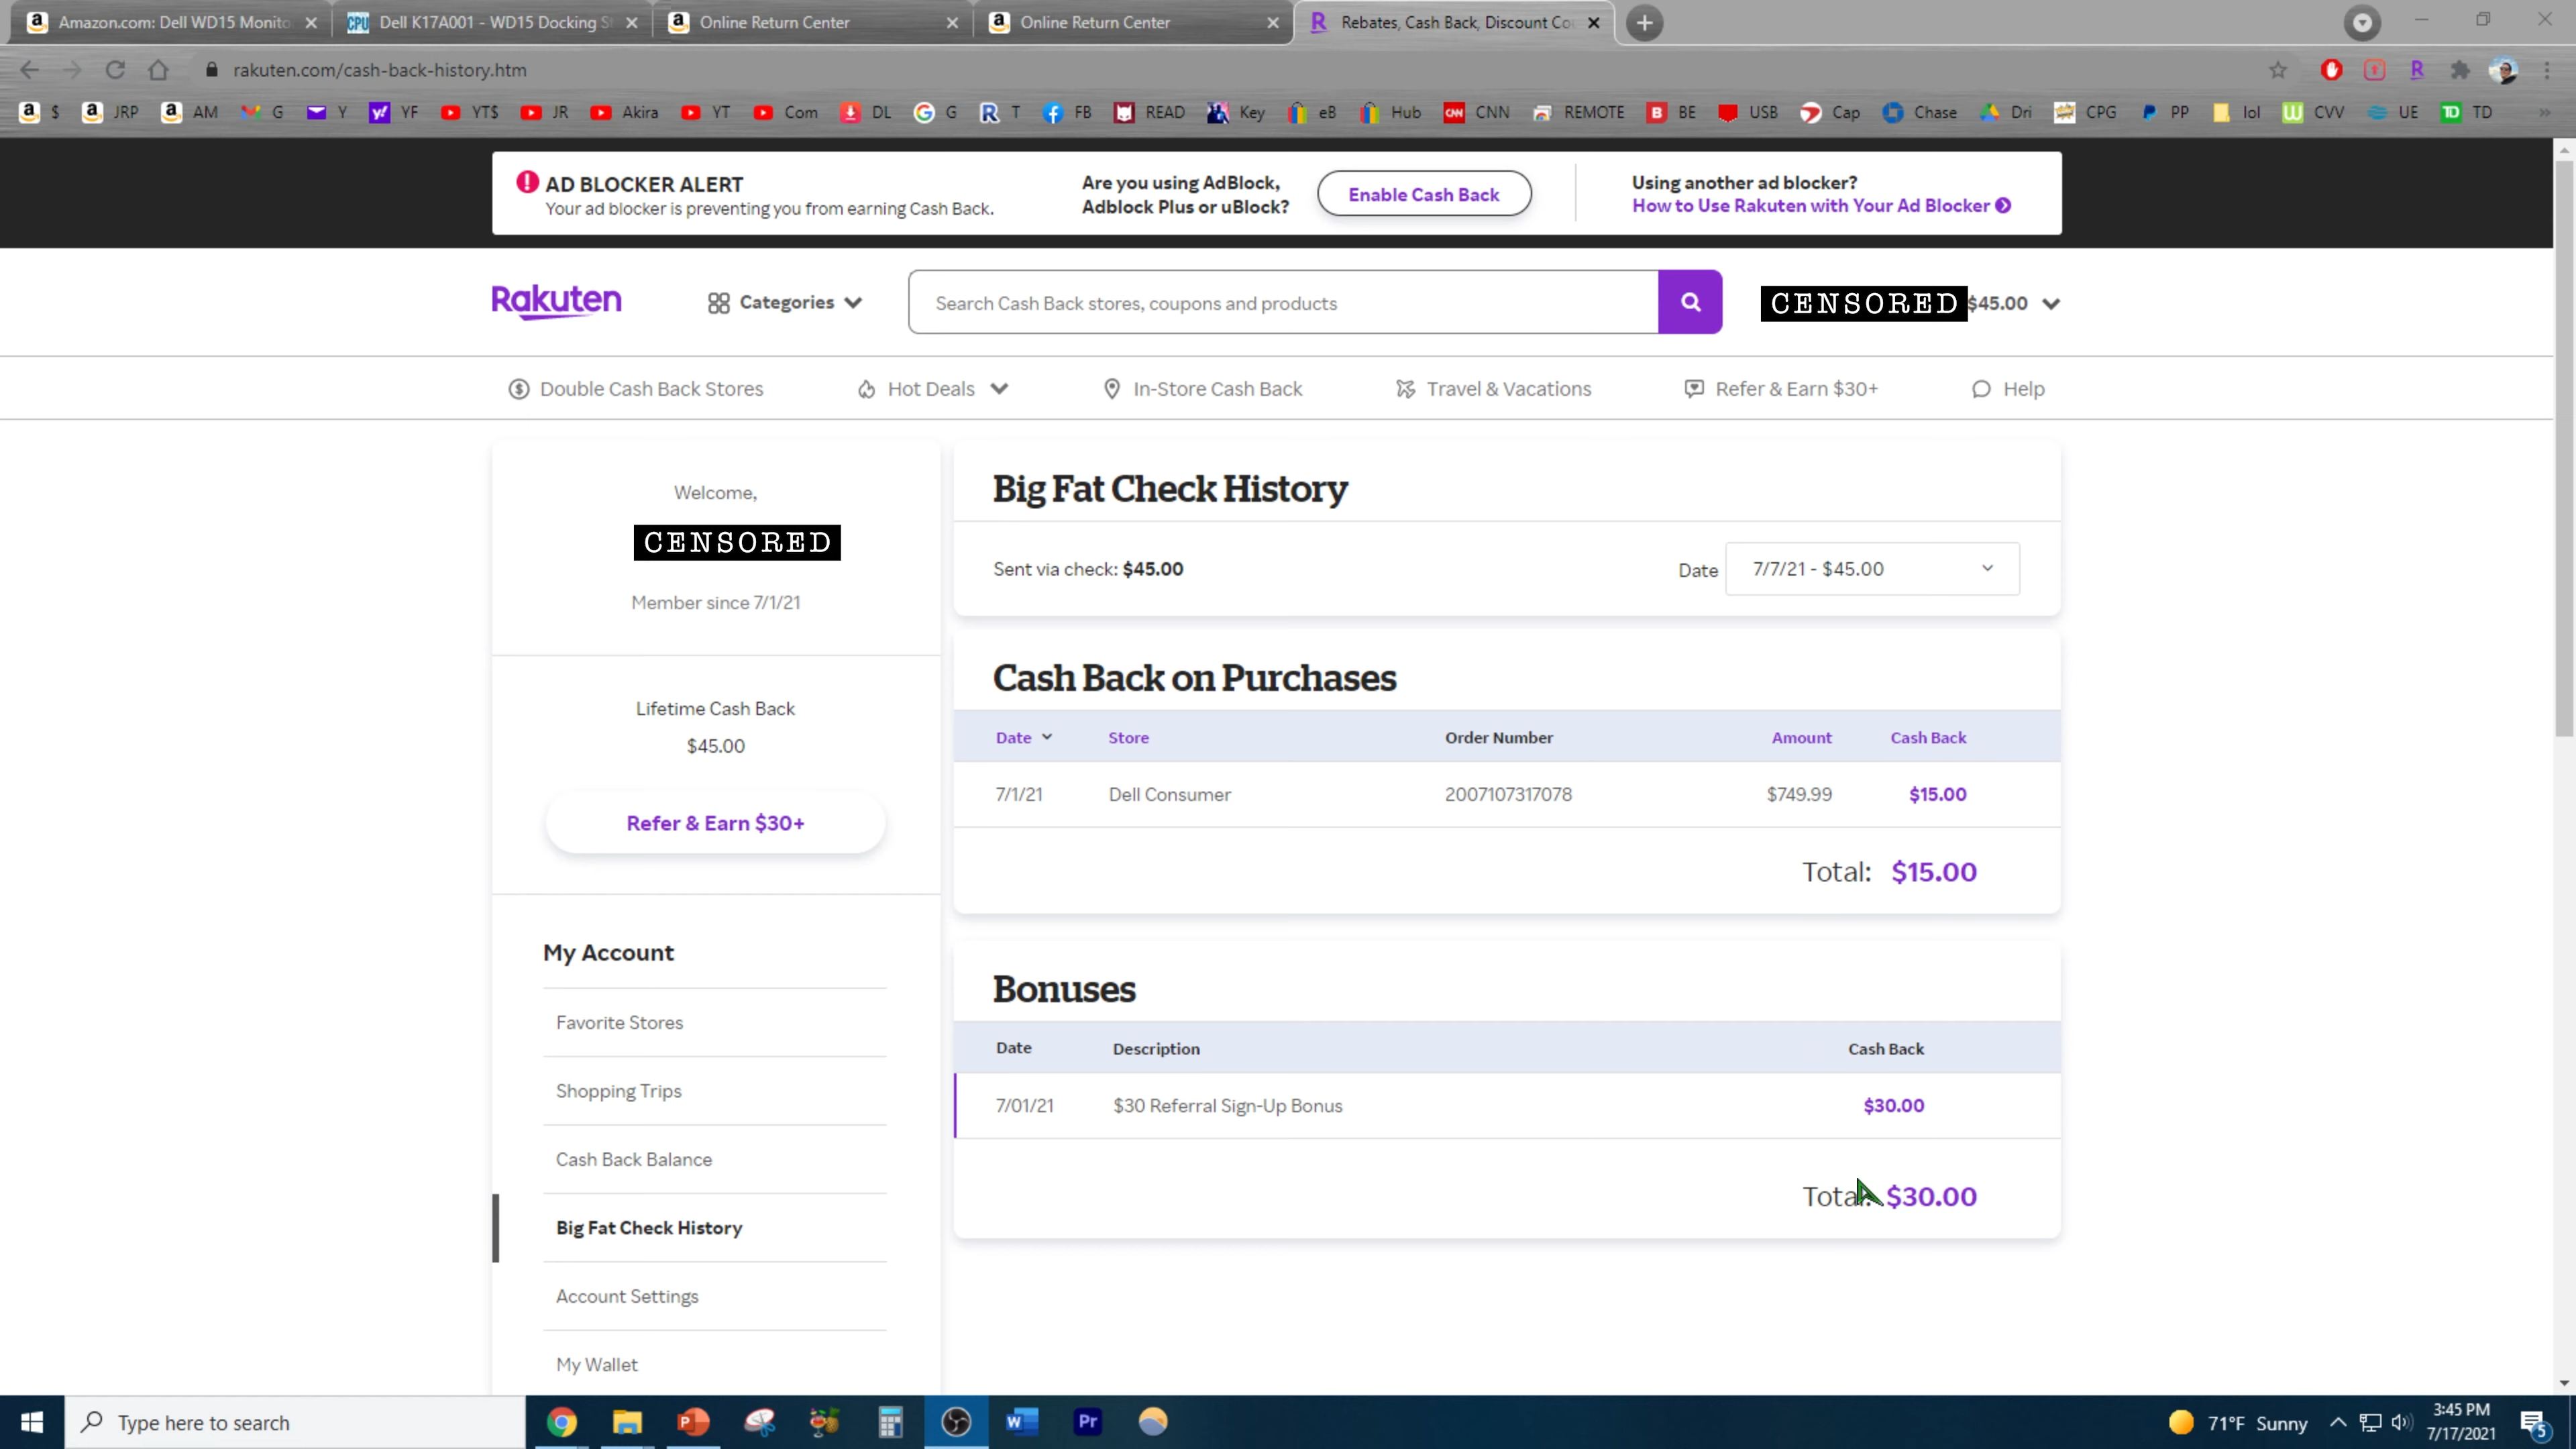 Amazon.com: Dell WD15 Monito
Dell K17A001 - WD15 Docking S
Online Return Center
Online Return Center
Rebates, Cash Back, Discount Co
rakuten.com/cash-back-history.htm
$ JRP AM G Y YF YT$ JR Akira YT Com DL G T FB READ Key eB Hub CNN REMOTE BE USB Cap Chase Dri CPG PP lol CVV UE TD
AD BLOCKER ALERT
Your ad blocker is preventing you from earning Cash Back.
Are you using AdBlock,
Adblock Plus or uBlock?
Enable Cash Back
Using another ad blocker?
How to Use Rakuten with Your Ad Blocker
Rakuten
Categories
Search Cash Back stores, coupons and products
CENSORED $45.00
Double Cash Back Stores
Hot Deals
In-Store Cash Back
Travel & Vacations
Refer & Earn $30+
Help
Welcome,
CENSORED
Member since 7/1/21
Lifetime Cash Back
$45.00
Refer & Earn $30+
My Account
Favorite Stores
Shopping Trips
Cash Back Balance
Big Fat Check History
Account Settings
My Wallet
Big Fat Check History
Sent via check: $45.00
Date 7/7/21 - $45.00
Cash Back on Purchases
Date Store Order Number Amount Cash Back
7/1/21 Dell Consumer 2007107317078 $749.99 $15.00
Total: $15.00
Bonuses
Date Description Cash Back
7/01/21 $30 Referral Sign-Up Bonus $30.00
Total: $30.00
Type here to search
71°F Sunny
3:45 PM
7/17/2021
5